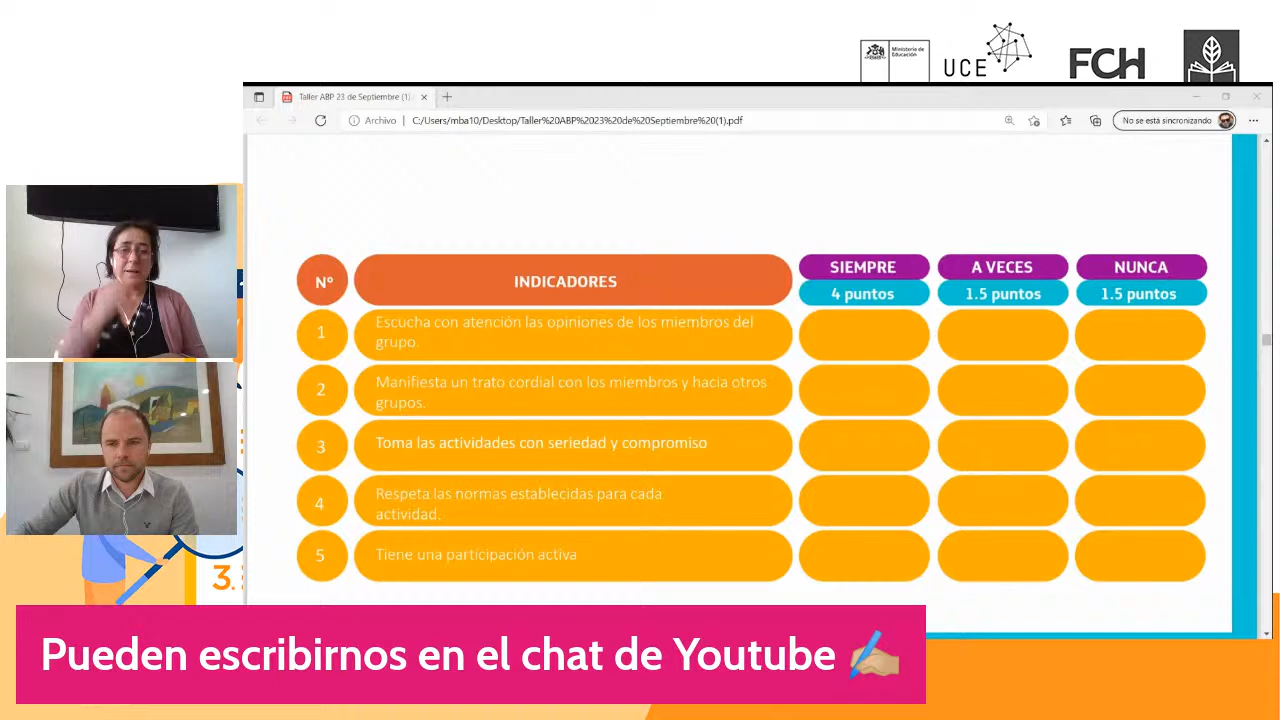 Ministerio de
Educación
UCE
FCH
Taller ABP 23 de Septiembre (1).
Archivo
C:/Users/mba10/Desktop/Taller%20ABP%2023%20de%20Septiembre%20(1).pdf
No se está sincronizando
Nº
INDICADORES
SIEMPRE
A VECES
NUNCA
4 puntos
1.5 puntos
1.5 puntos
1
Escucha con atención las opiniones de los miembros del
grupo.
2
Manifiesta un trato cordial con los miembros y hacia otros
grupos.
3
Toma las actividades con seriedad y compromiso
4
Respeta las normas establecidas para cada
actividad.
5
Tiene una participación activa
3.
Pueden escribirnos en el chat de Youtube